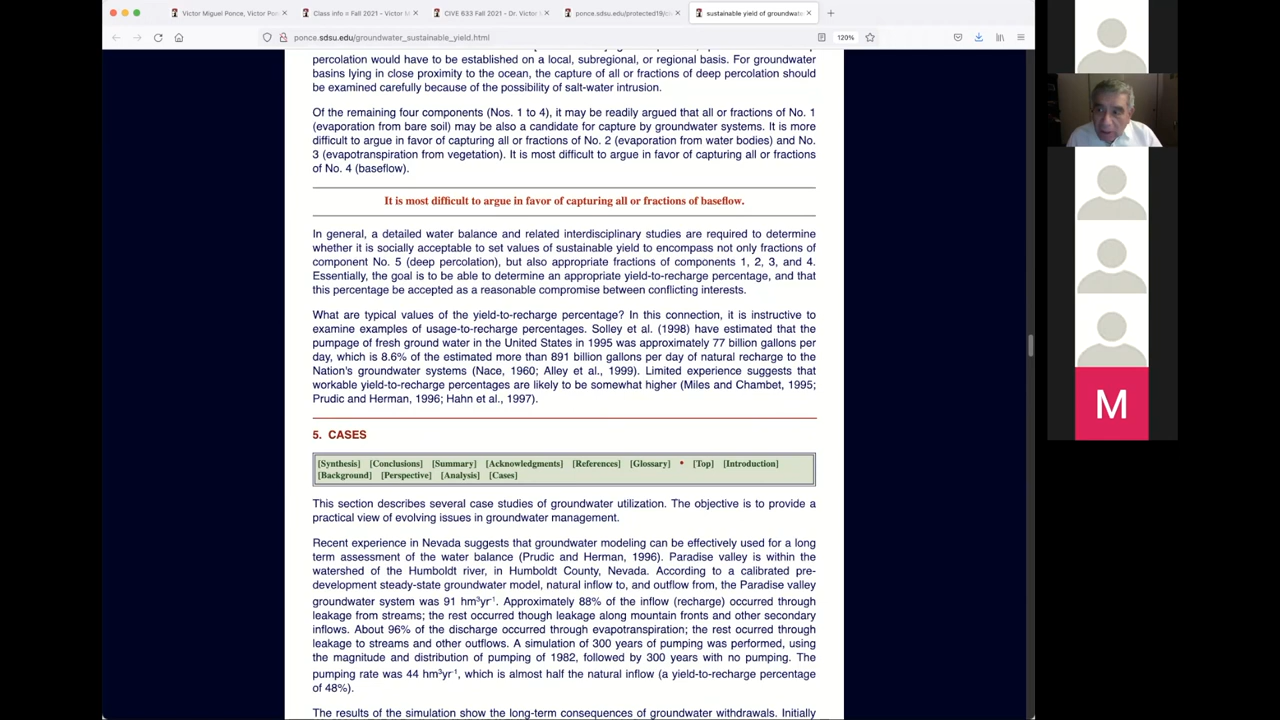 Victor Miguel Ponce, Victor Pon
Class info = Fall 2021 - Victor M
CIVE 633 Fall 2021 - Dr. Victor
ponce.sdsu.edu/protected19/c
sustainable yield of groundwate
ponce.sdsu.edu/groundwater_sustainable_yield.html
120%
percolation would have to be established on a local, subregional, or regional basis. For groundwater
basins lying in close proximity to the ocean, the capture of all or fractions of deep percolation should
be examined carefully because of the possibility of salt-water intrusion.
Of the remaining four components (Nos. 1 to 4), it may be readily argued that all or fractions of No. 1
(evaporation from bare soil) may be also a candidate for capture by groundwater systems. It is more
difficult to argue in favor of capturing all or fractions of No. 2 (evaporation from water bodies) and No.
3 (evapotranspiration from vegetation). It is most difficult to argue in favor of capturing all or fractions
of No. 4 (baseflow).
It is most difficult to argue in favor of capturing all or fractions of baseflow.
In general, a detailed water balance and related interdisciplinary studies are required to determine
whether it is socially acceptable to set values of sustainable yield to encompass not only fractions of
component No. 5 (deep percolation), but also appropriate fractions of components 1, 2, 3, and 4.
Essentially, the goal is to be able to determine an appropriate yield-to-recharge percentage, and that
this percentage be accepted as a reasonable compromise between conflicting interests.
What are typical values of the yield-to-recharge percentage? In this connection, it is instructive to
examine examples of usage-to-recharge percentages. Solley et al. (1998) have estimated that the
pumpage of fresh ground water in the United States in 1995 was approximately 77 billion gallons per
day, which is 8.6% of the estimated more than 891 billion gallons per day of natural recharge to the
Nation's groundwater systems (Nace, 1960; Alley et al., 1999). Limited experience suggests that
workable yield-to-recharge percentages are likely to be somewhat higher (Miles and Chambet, 1995;
Prudic and Herman, 1996; Hahn et al., 1997).
5. CASES
[Synthesis] [Conclusions] [Summary] [Acknowledgments] [References] [Glossary] • [Top] [Introduction]
[Background] [Perspective] [Analysis] [Cases]
This section describes several case studies of groundwater utilization. The objective is to provide a
practical view of evolving issues in groundwater management.
Recent experience in Nevada suggests that groundwater modeling can be effectively used for a long
term assessment of the water balance (Prudic and Herman, 1996). Paradise valley is within the
watershed of the Humboldt river, in Humboldt County, Nevada. According to a calibrated pre-
development steady-state groundwater model, natural inflow to, and outflow from, the Paradise valley
groundwater system was 91 hm³yr⁻¹. Approximately 88% of the inflow (recharge) occurred through
leakage from streams; the rest occurred though leakage along mountain fronts and other secondary
inflows. About 96% of the discharge occurred through evapotranspiration; the rest ocurred through
leakage to streams and other outflows. A simulation of 300 years of pumping was performed, using
the magnitude and distribution of pumping of 1982, followed by 300 years with no pumping. The
pumping rate was 44 hm³yr⁻¹, which is almost half the natural inflow (a yield-to-recharge percentage
of 48%).
The results of the simulation show the long-term consequences of groundwater withdrawals. Initially
M